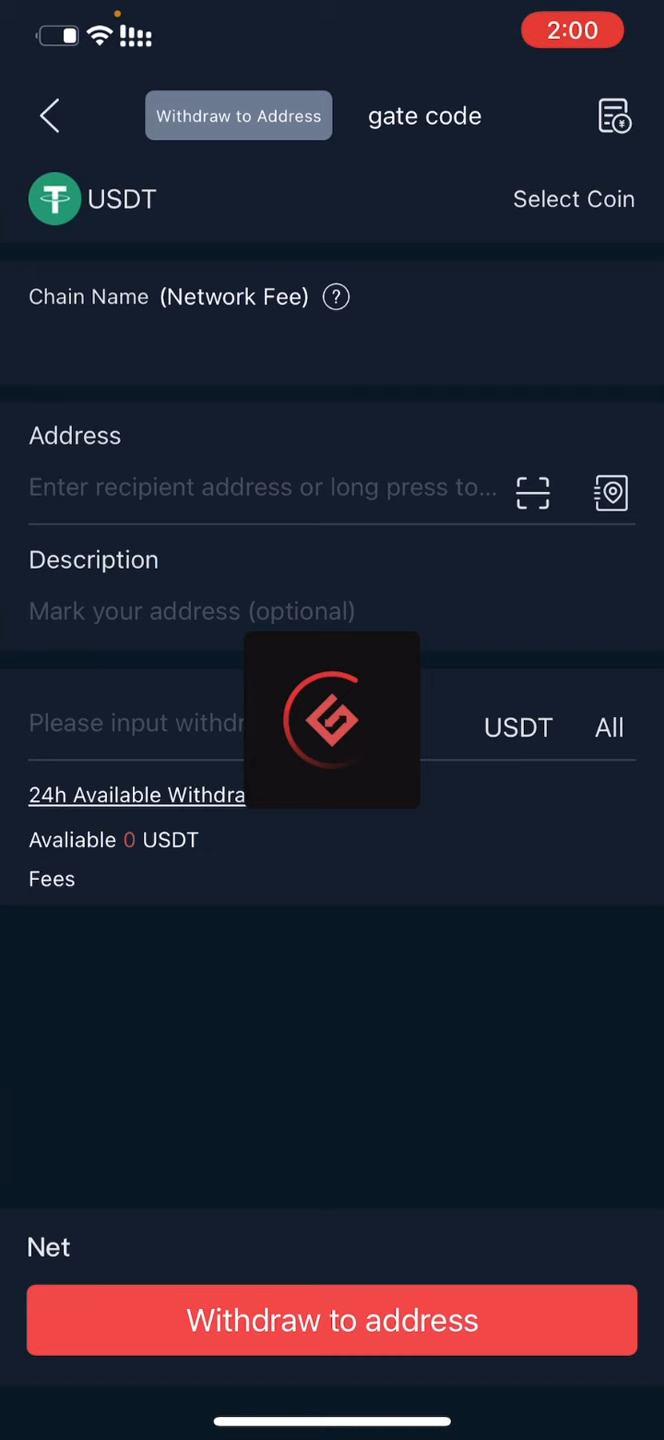 2:00
Withdraw to Address
gate code
USDT
Select Coin
Chain Name (Network Fee) ?
Address
Enter recipient address or long press to...
Description
Mark your address (optional)
Please input
USDT
All
24h Available
Avaliable 0 USDT
Fees
Net
Withdraw to address